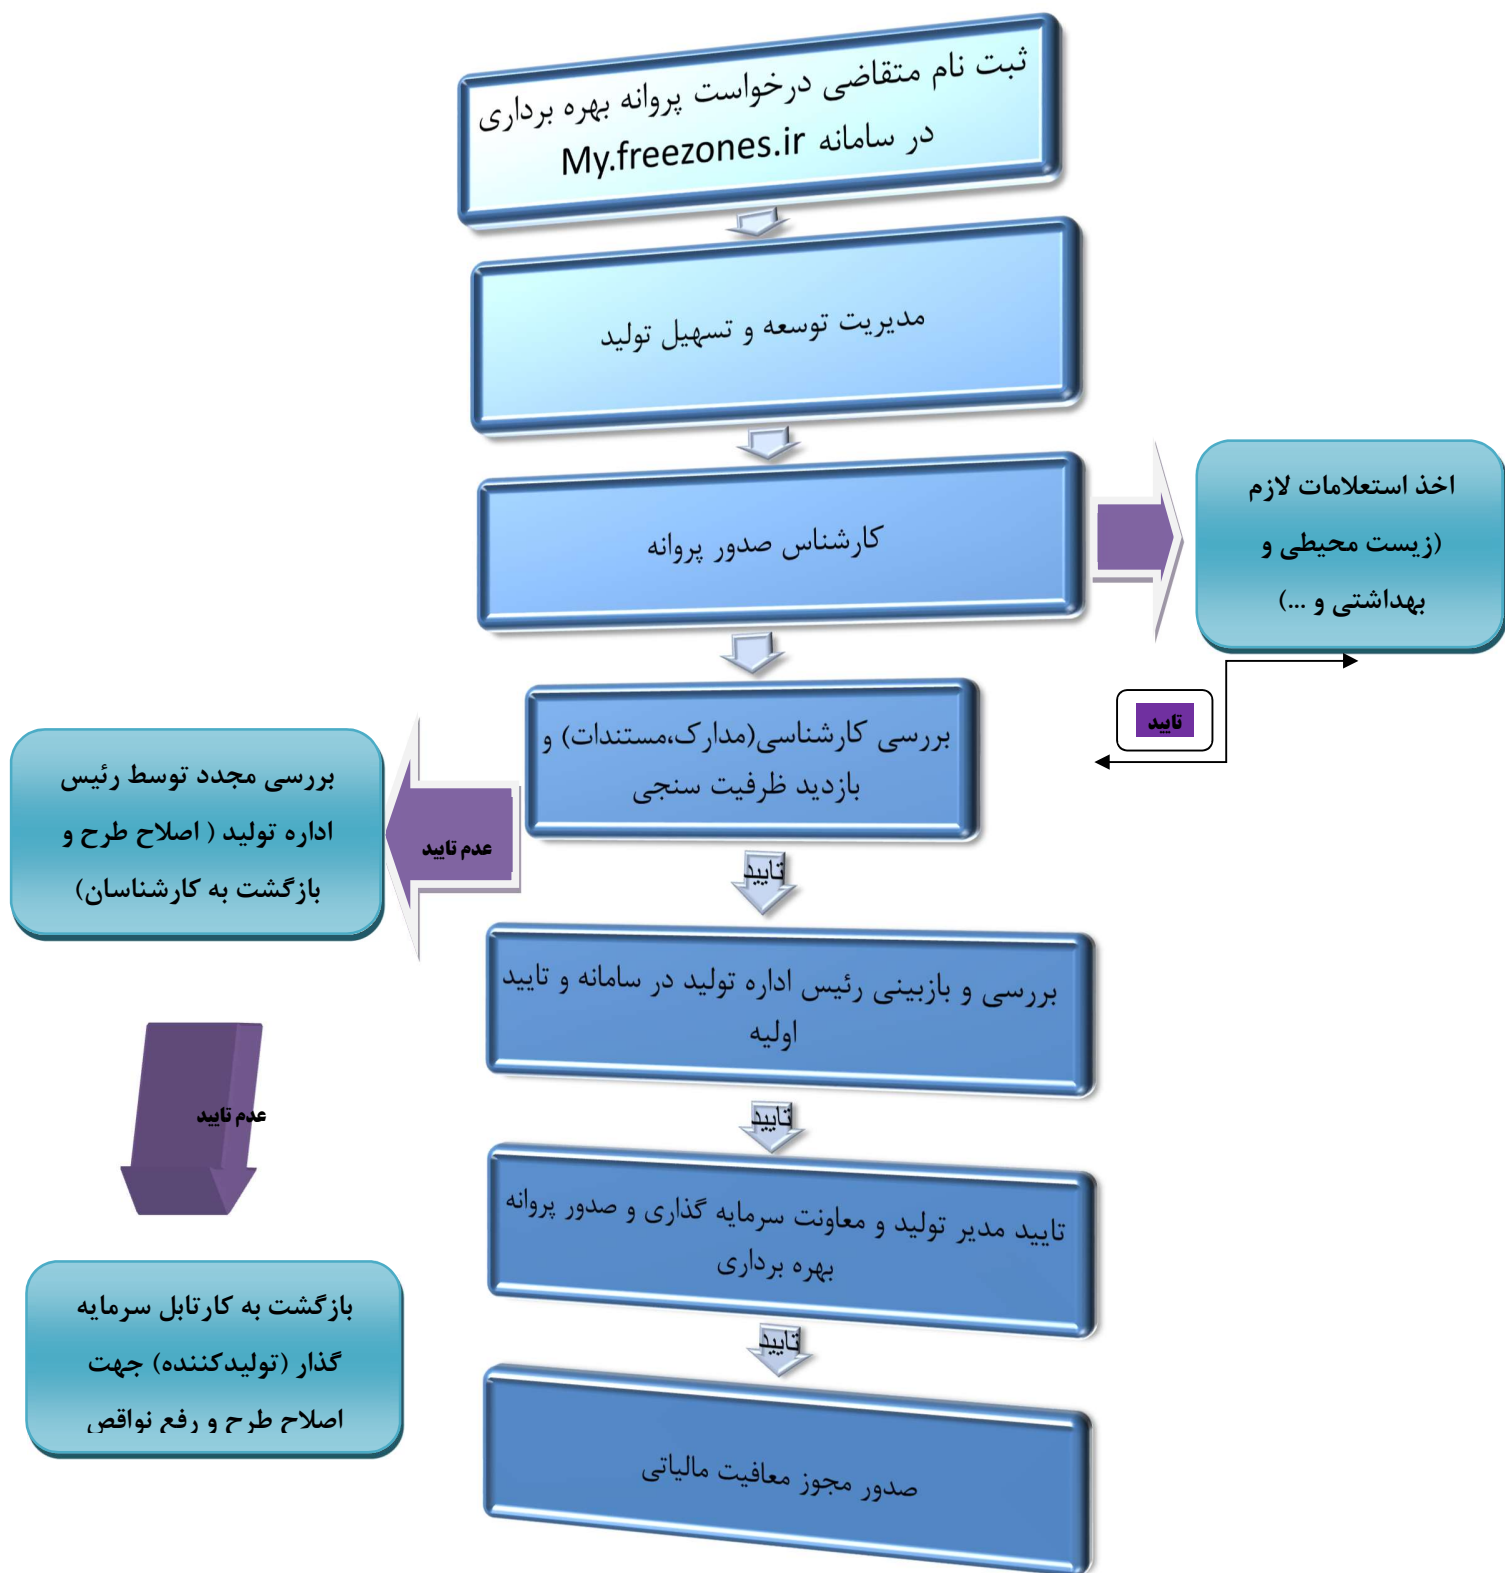 ثبت نام متقاضی درخواست پروانه بهره برداری
در سامانه My.freezones.ir
مدیریت توسعه و تسهیل تولید
کارشناس صدور پروانه
اخذ استعلامات لازم
(زیست محیطی و
بهداشتی و ...)
تایید
بررسی کارشناسی(مدارک،مستندات) و
بازدید ظرفیت سنجی
عدم تایید
بررسی مجدد توسط رئیس
اداره تولید ( اصلاح طرح و
بازگشت به کارشناسان)
تایید
بررسی و بازبینی رئیس اداره تولید در سامانه و تایید
اولیه
عدم تایید
تایید
تایید مدیر تولید و معاونت سرمایه گذاری و صدور پروانه
بهره برداری
بازگشت به کارتابل سرمایه
گذار (تولیدکننده) جهت
اصلاح طرح و رفع نواقص
تایید
صدور مجوز معافیت مالیاتی